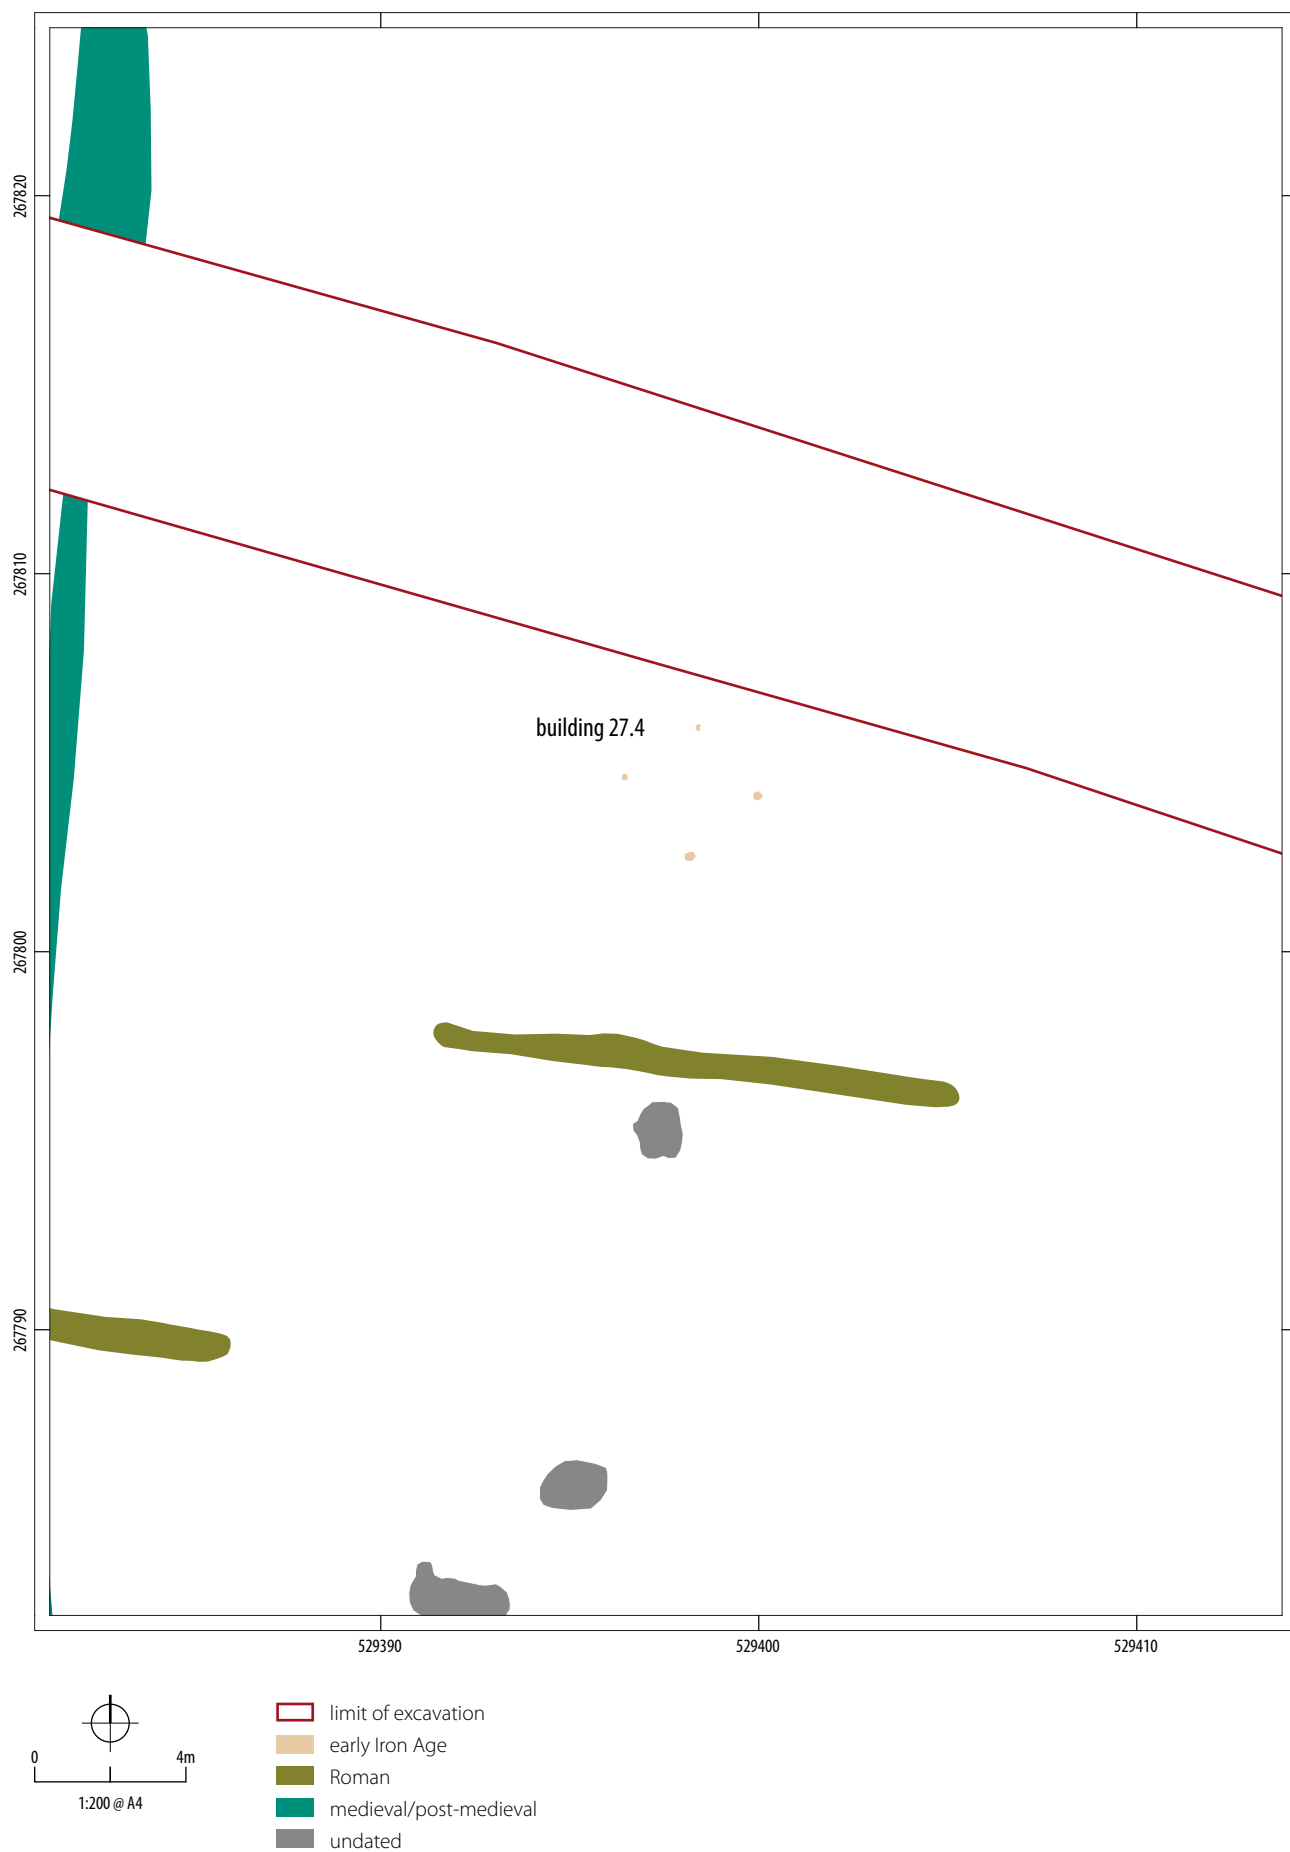 267820
267810
building 27.4
267800
267790
529390
529400
529410
0
4m
1:200 @ A4
limit of excavation
early Iron Age
Roman
medieval/post-medieval
undated